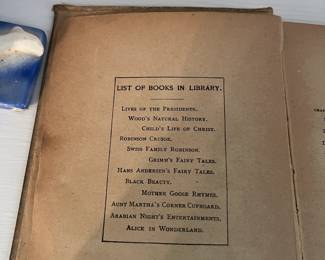 LIST OF BOOKS IN LIBRARY.
LIVES OF THE PRESIDENTS.
WOOD'S NATURAL HISTORY.
CHILD'S LIFE OF CHRIST.
ROBINSON CRUSOE.
SWISS FAMILY ROBINSON.
GRIMM'S FAIRY TALES.
HANS ANDERSEN'S FAIRY TALES.
BLACK BEAUTY.
MOTHER GOOSE RHYMES.
AUNT MARTHA'S CORNER CUPBOARD.
ARABIAN NIGHT'S ENTERTAINMENTS.
ALICE IN WONDERLAND.